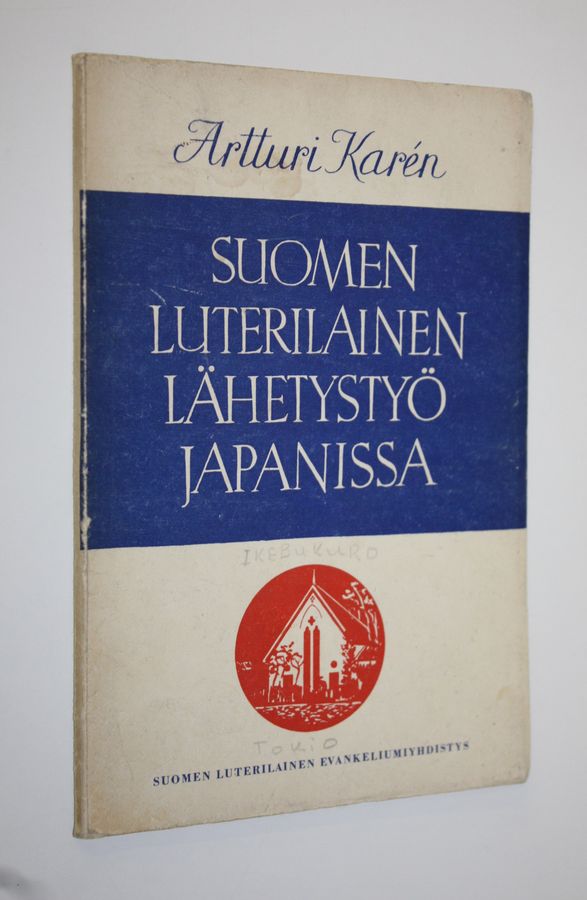 Artturi Karén
SUOMEN
LUTERILAINEN
LÄHETYSTYÖ
JAPANISSA
IKEBUKURO
TOKIO
SUOMEN LUTERILAINEN EVANKELIUMIYHDISTYS